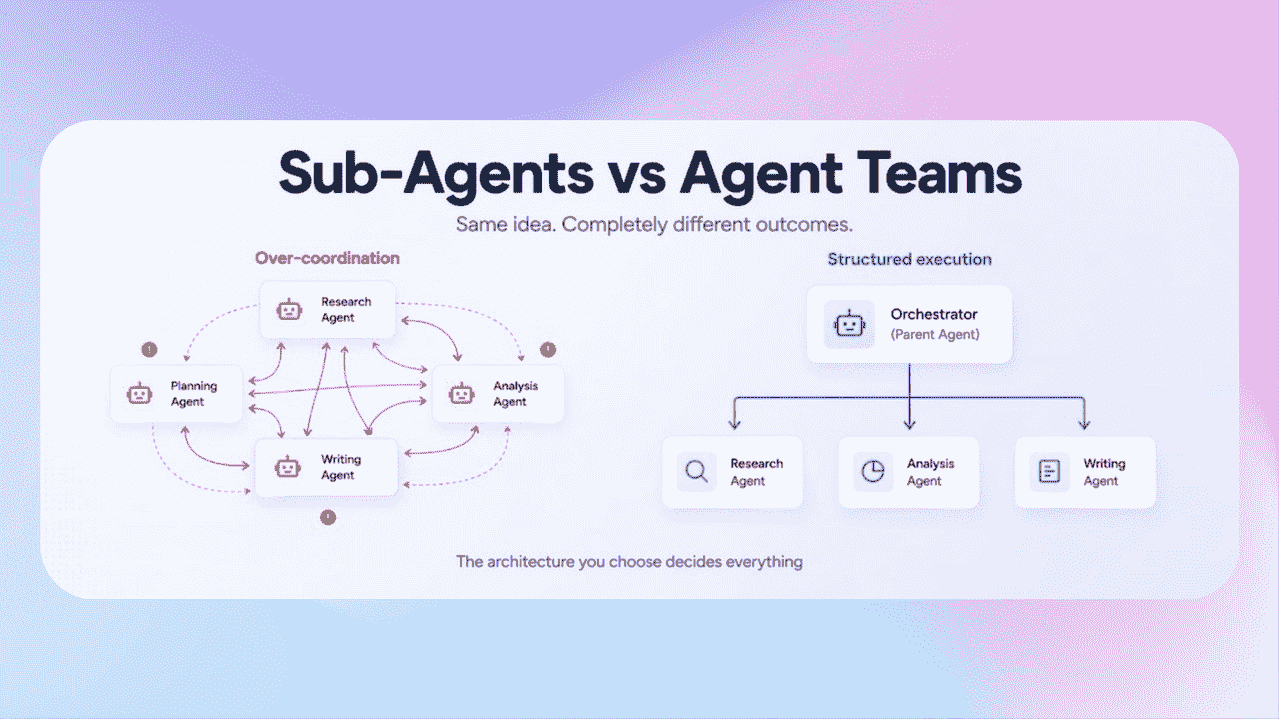 Sub-Agents vs Agent Teams
Same idea. Completely different outcomes.
Over-coordination
Research
Agent
Planning
Agent
Analysis
Agent
Writing
Agent
Structured execution
Orchestrator
(Parent Agent)
Research
Agent
Analysis
Agent
Writing
Agent
The architecture you choose decides everything